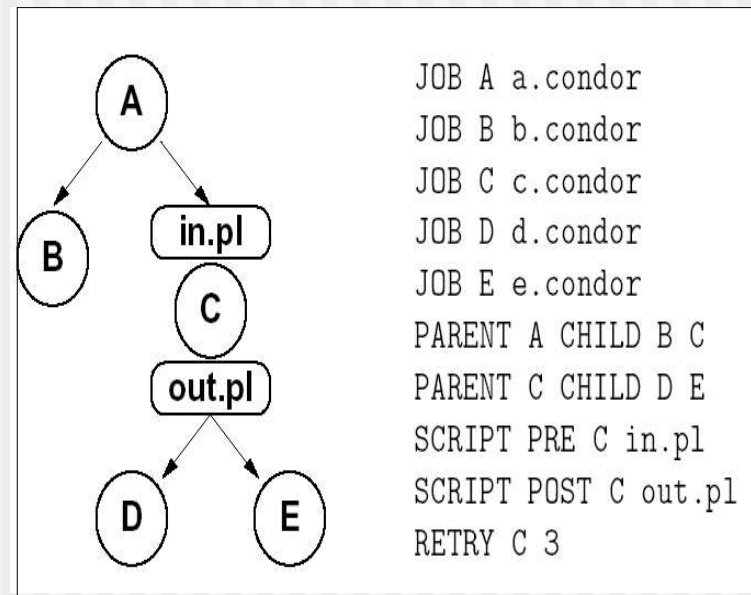 A
B
in.pl
C
out.pl
D
E
JOB A a.condor
JOB B b.condor
JOB C c.condor
JOB D d.condor
JOB E e.condor
PARENT A CHILD B C
PARENT C CHILD D E
SCRIPT PRE C in.pl
SCRIPT POST C out.pl
RETRY C 3